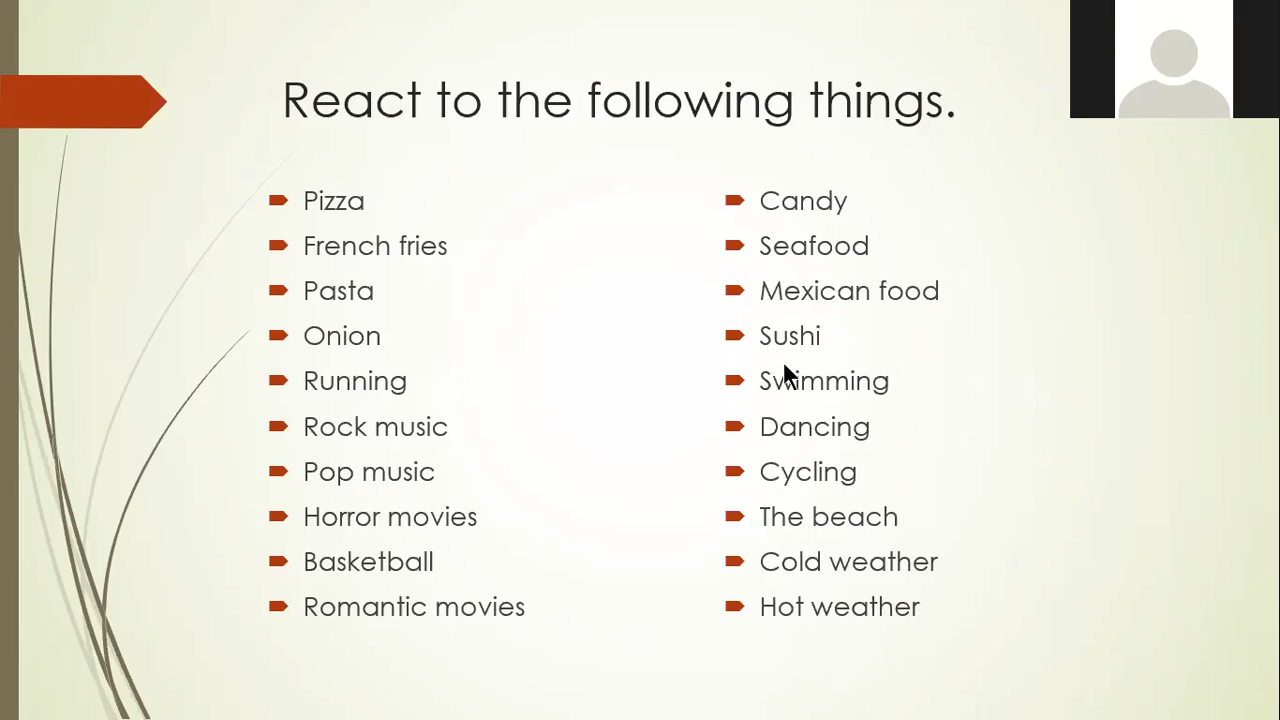 React to the following things.
Pizza
French fries
Pasta
Onion
Running
Rock music
Pop music
Horror movies
Basketball
Romantic movies
Candy
Seafood
Mexican food
Sushi
Swimming
Dancing
Cycling
The beach
Cold weather
Hot weather